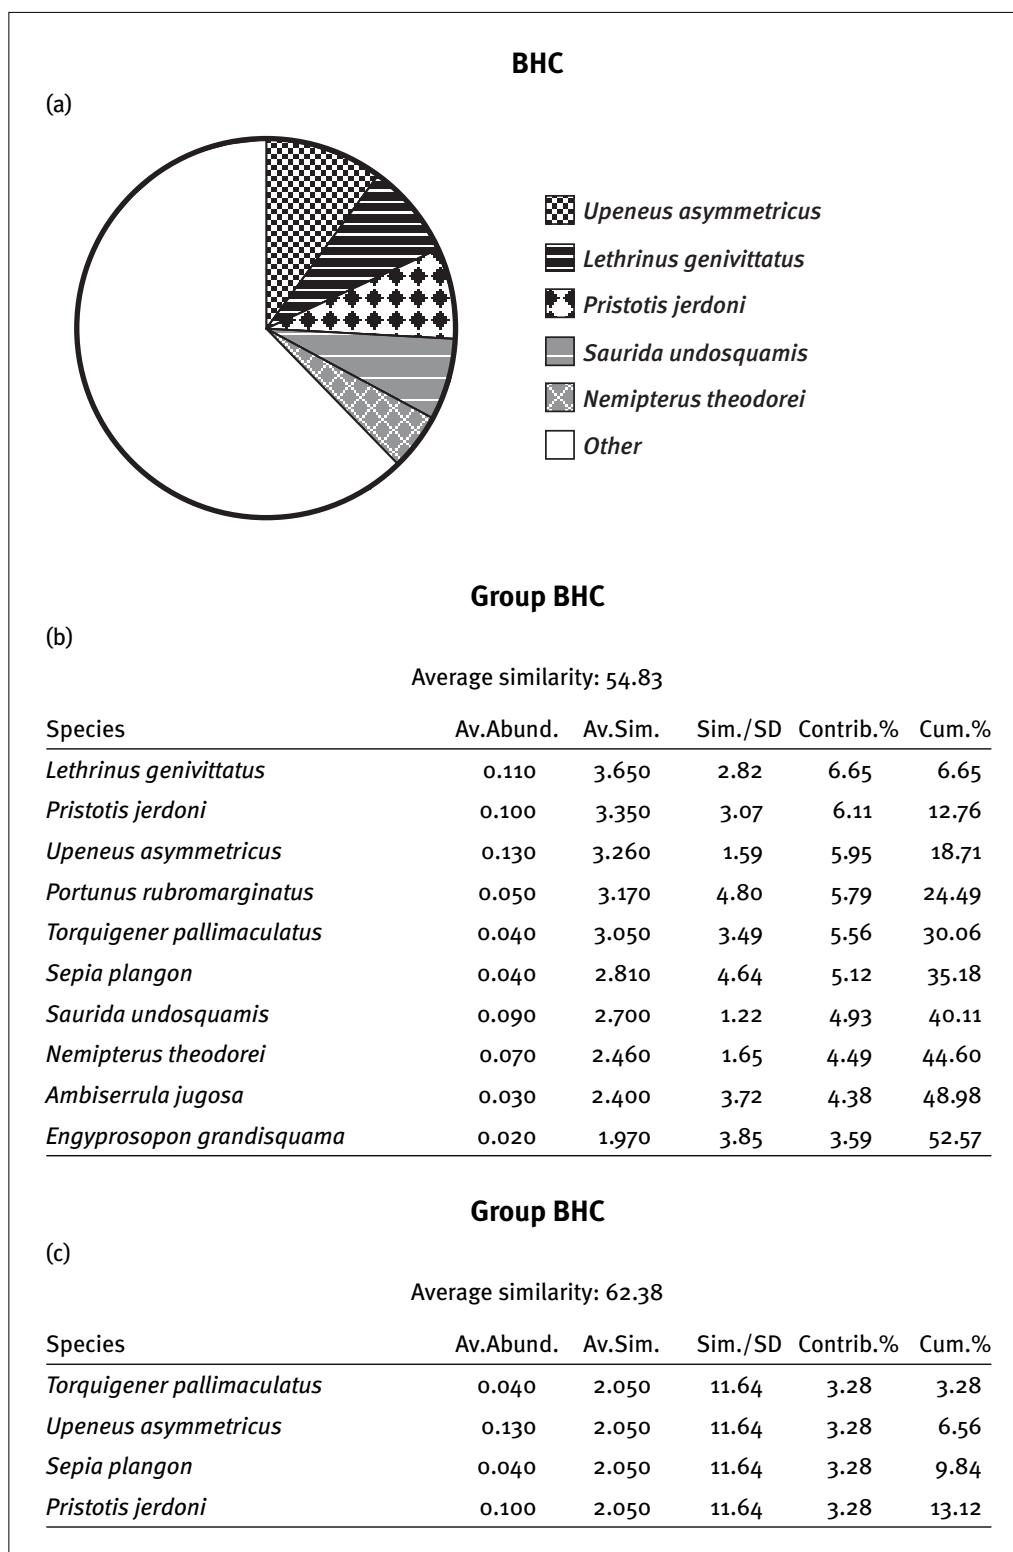 BHC
(a)
Upeneus asymmetricus
Lethrinus genivittatus
Pristotis jerdoni
Saurida undosquamis
Nemipterus theodorei
Other
Group BHC
(b)
Average similarity: 54.83
Species Av.Abund. Av.Sim. Sim./SD Contrib.% Cum.%
Lethrinus genivittatus 0.110 3.650 2.82 6.65 6.65
Pristotis jerdoni 0.100 3.350 3.07 6.11 12.76
Upeneus asymmetricus 0.130 3.260 1.59 5.95 18.71
Portunus rubromarginatus 0.050 3.170 4.80 5.79 24.49
Torquigener pallimaculatus 0.040 3.050 3.49 5.56 30.06
Sepia plangon 0.040 2.810 4.64 5.12 35.18
Saurida undosquamis 0.090 2.700 1.22 4.93 40.11
Nemipterus theodorei 0.070 2.460 1.65 4.49 44.60
Ambiserrula jugosa 0.030 2.400 3.72 4.38 48.98
Engyprosopon grandisquama 0.020 1.970 3.85 3.59 52.57
Group BHC
(c)
Average similarity: 62.38
Species Av.Abund. Av.Sim. Sim./SD Contrib.% Cum.%
Torquigener pallimaculatus 0.040 2.050 11.64 3.28 3.28
Upeneus asymmetricus 0.130 2.050 11.64 3.28 6.56
Sepia plangon 0.040 2.050 11.64 3.28 9.84
Pristotis jerdoni 0.100 2.050 11.64 3.28 13.12